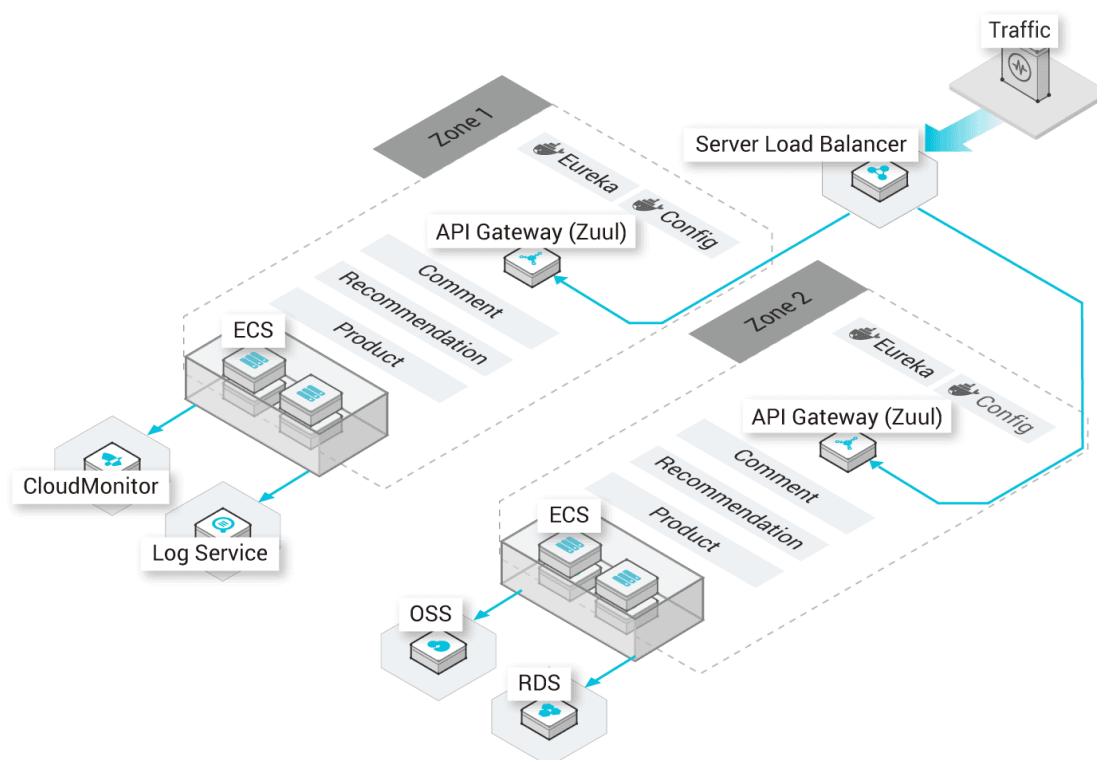 Traffic
Server Load Balancer
Zone 1
Eureka
Config
API Gateway (Zuul)
Comment
Recommendation
Product
ECS
CloudMonitor
Log Service
Zone 2
Eureka
Config
API Gateway (Zuul)
Comment
Recommendation
Product
ECS
OSS
RDS